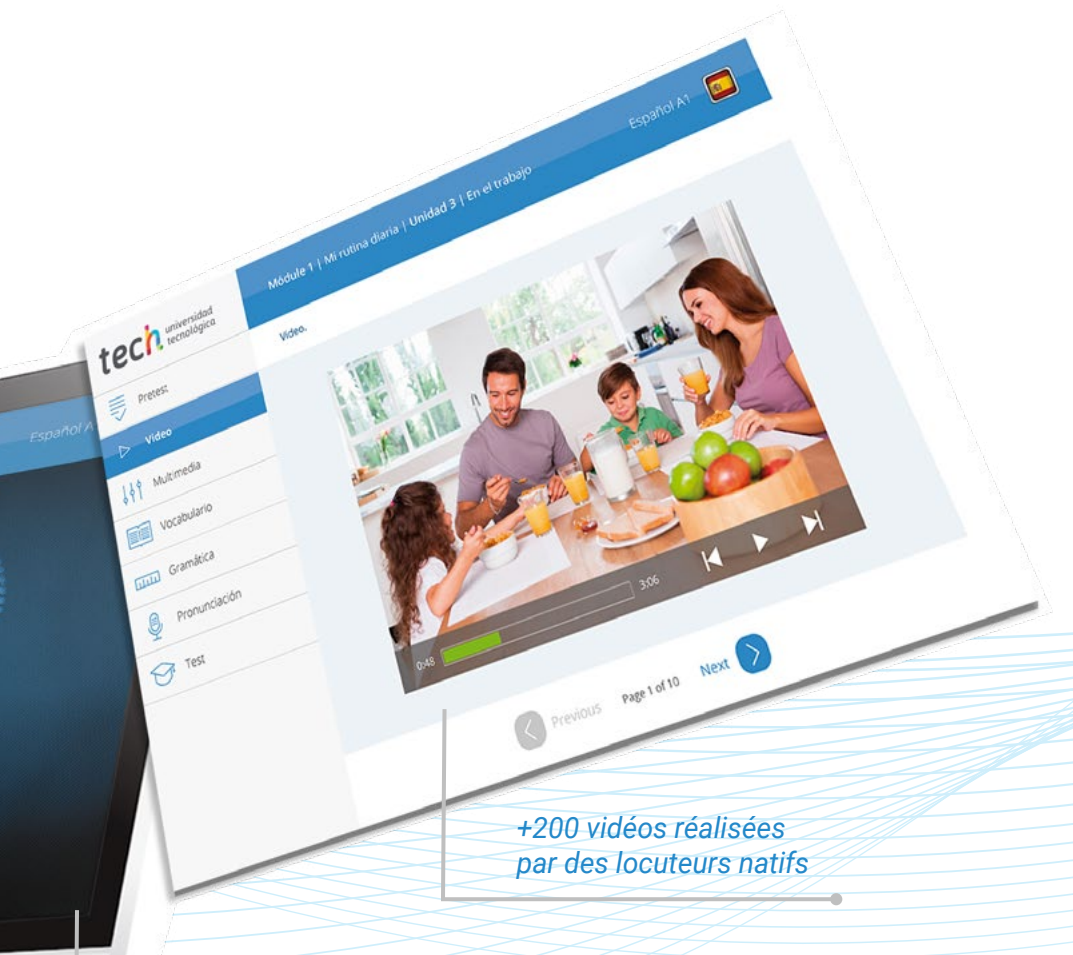 Español A1
Módule 1 | Mi rutina diaria | Unidad 3 | En el trabajo
tech universidad
tecnológica
Video.
Pretest
Video
Multimedia
Vocabulario
Gramática
Pronunciación
Test
0:48
3:06
Previous
Page 1 of 10
Next
Español A
+200 vidéos réalisées
par des locuteurs natifs